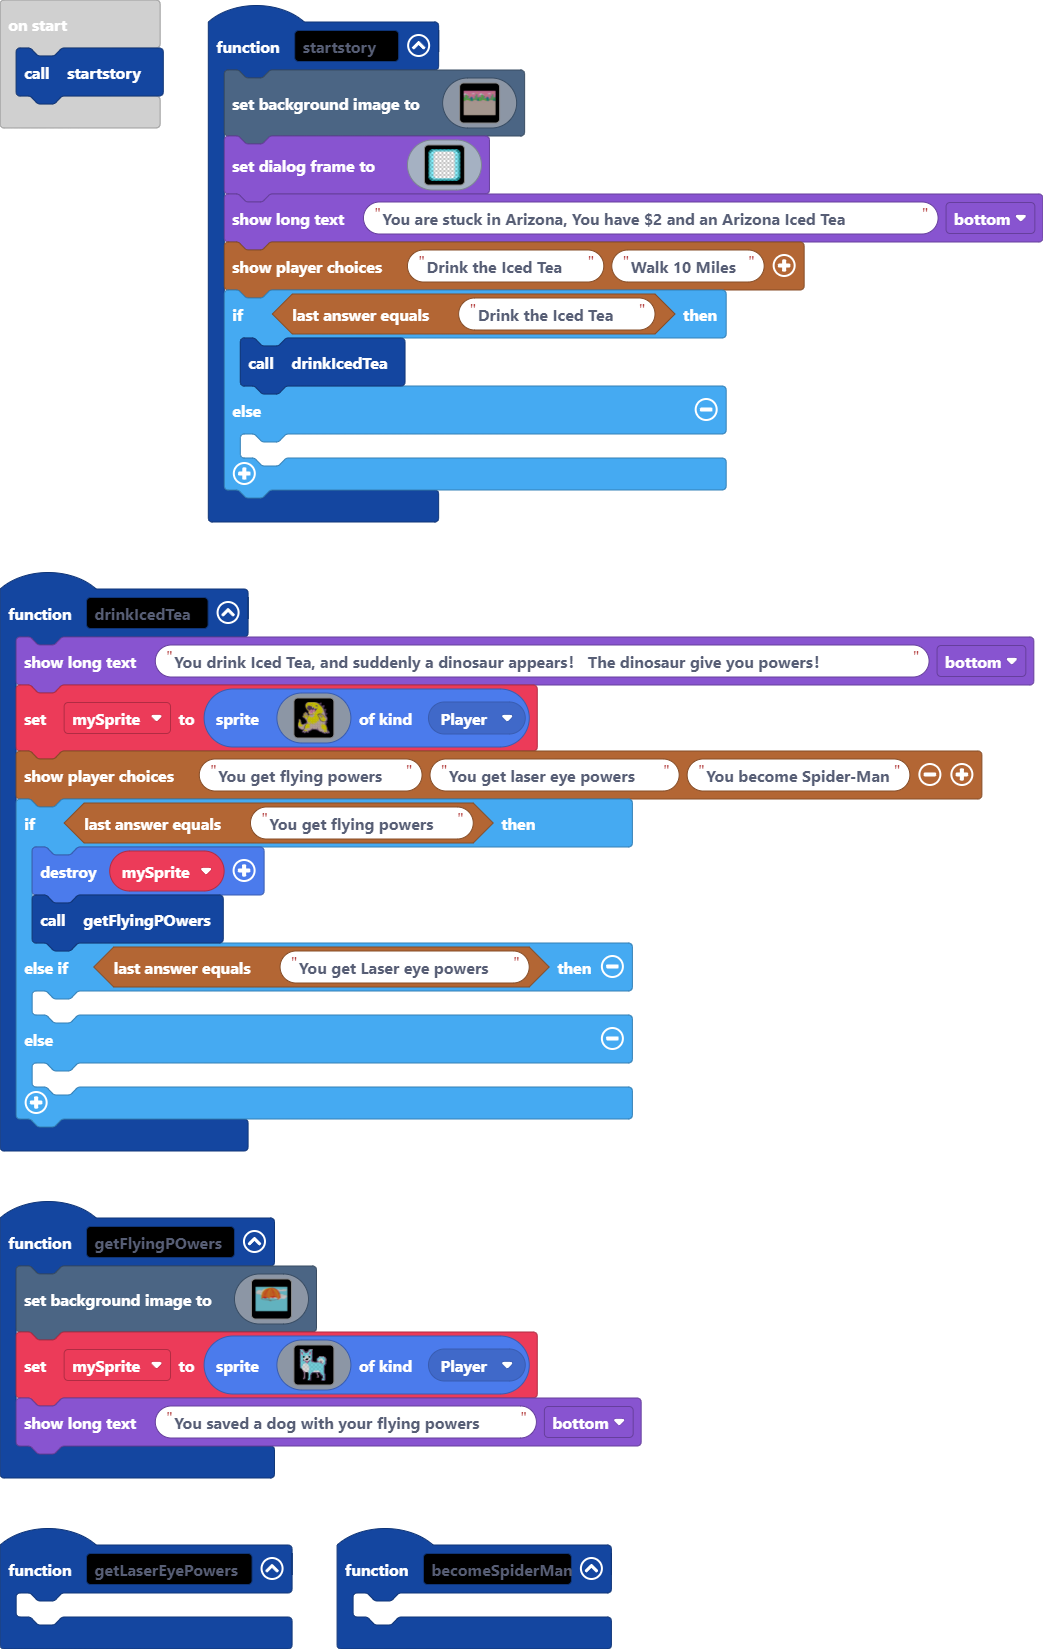 on start
call startstory
function startstory
set background image to
set dialog frame to
show long text "You are stuck in Arizona, You have $2 and an Arizona Iced Tea" bottom
show player choices "Drink the Iced Tea" "Walk 10 Miles"
if last answer equals "Drink the Iced Tea" then
call drinkIcedTea
else
function drinkIcedTea
show long text "You drink Iced Tea, and suddenly a dinosaur appears! The dinosaur give you powers!" bottom
set mySprite to sprite of kind Player
show player choices "You get flying powers" "You get laser eye powers" "You become Spider-Man"
if last answer equals "You get flying powers" then
destroy mySprite
call getFlyingPOwers
else if last answer equals "You get Laser eye powers" then
else
function getFlyingPOwers
set background image to
set mySprite to sprite of kind Player
show long text "You saved a dog with your flying powers" bottom
function getLaserEyePowers
function becomeSpiderMan